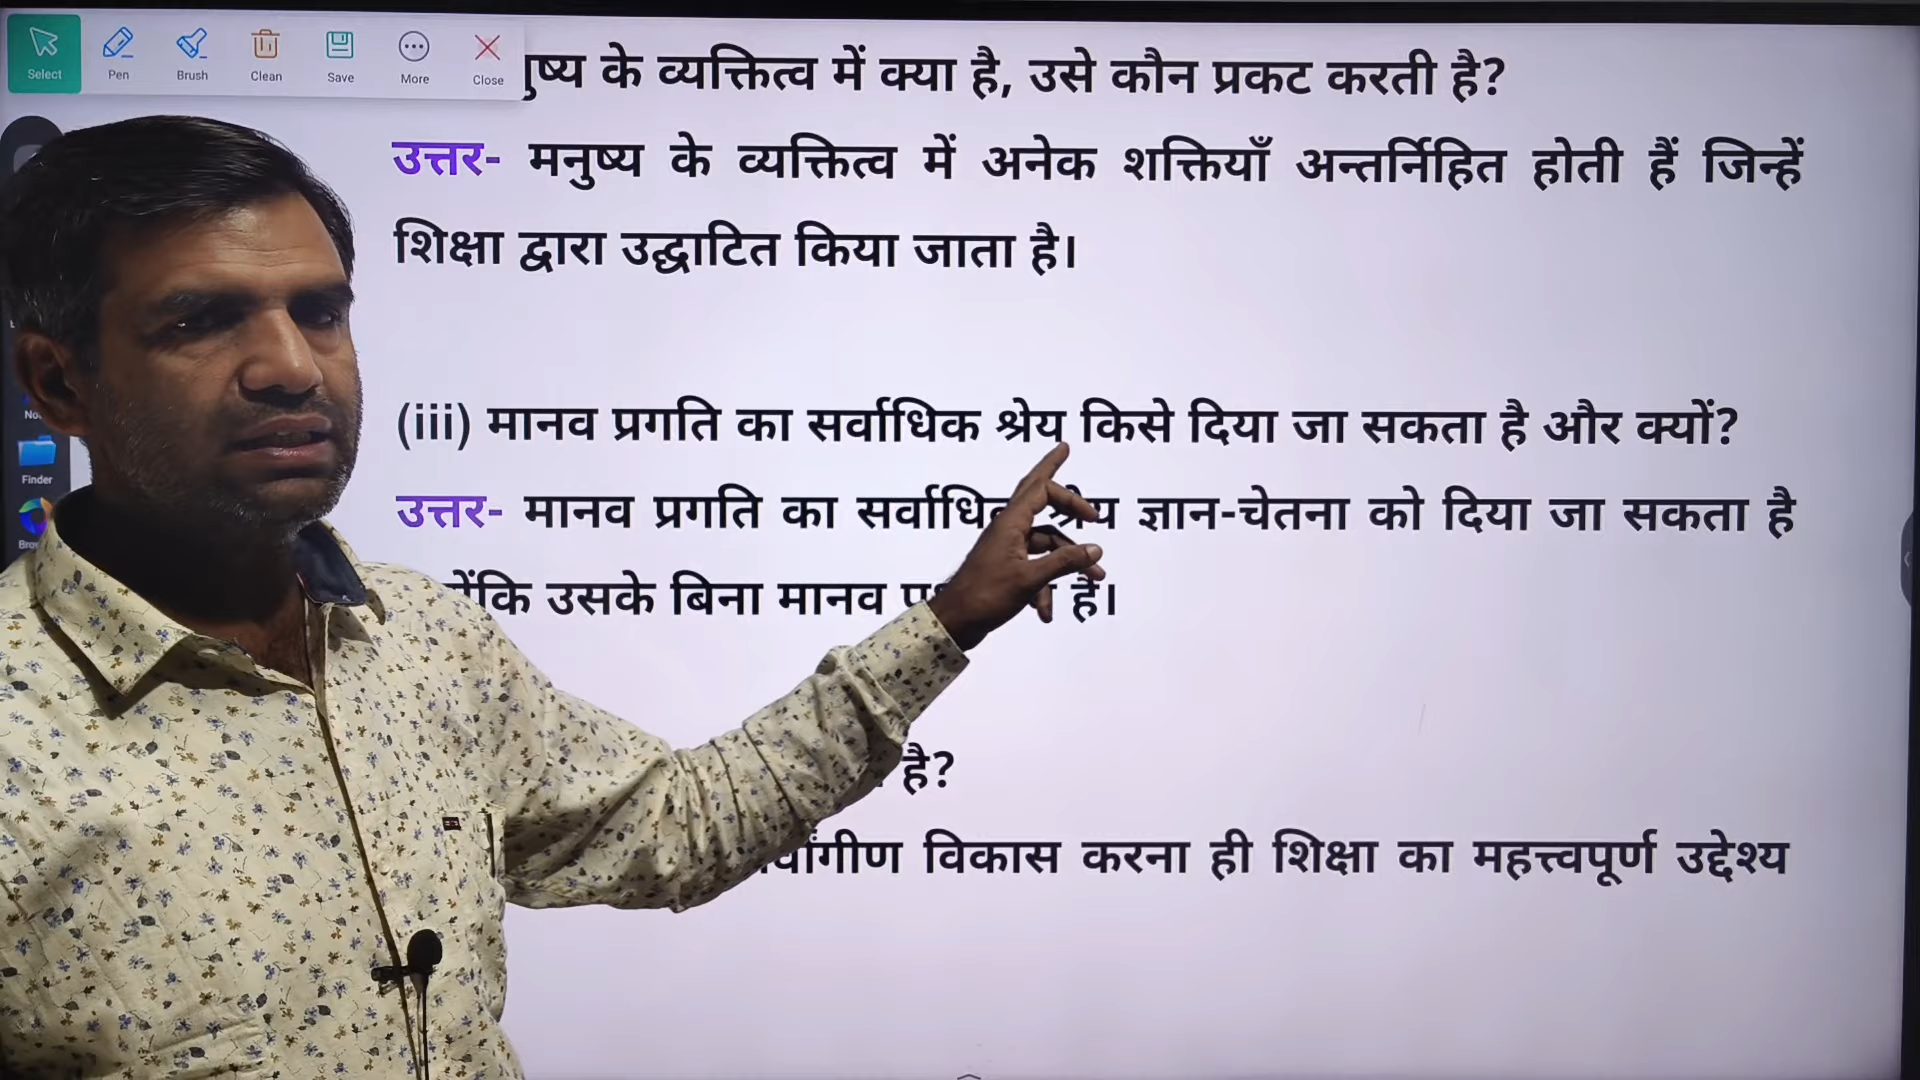 Select Pen Brush Clean Save More Close
के व्यक्तित्व में क्या है, उसे कौन प्रकट करती है?
उत्तर- मनुष्य के व्यक्तित्व में अनेक शक्तियाँ अन्तर्निहित होती हैं जिन्हें
शिक्षा द्वारा उद्घाटित किया जाता है।
(iii) मानव प्रगति का सर्वाधिक श्रेय किसे दिया जा सकता है और क्यों?
उत्तर- मानव प्रगति का श्रेय ज्ञान-चेतना को दिया जा सकता है
उसके बिना मानव है।
Finder
है?
विकास करना ही शिक्षा का महत्त्वपूर्ण उद्देश्य